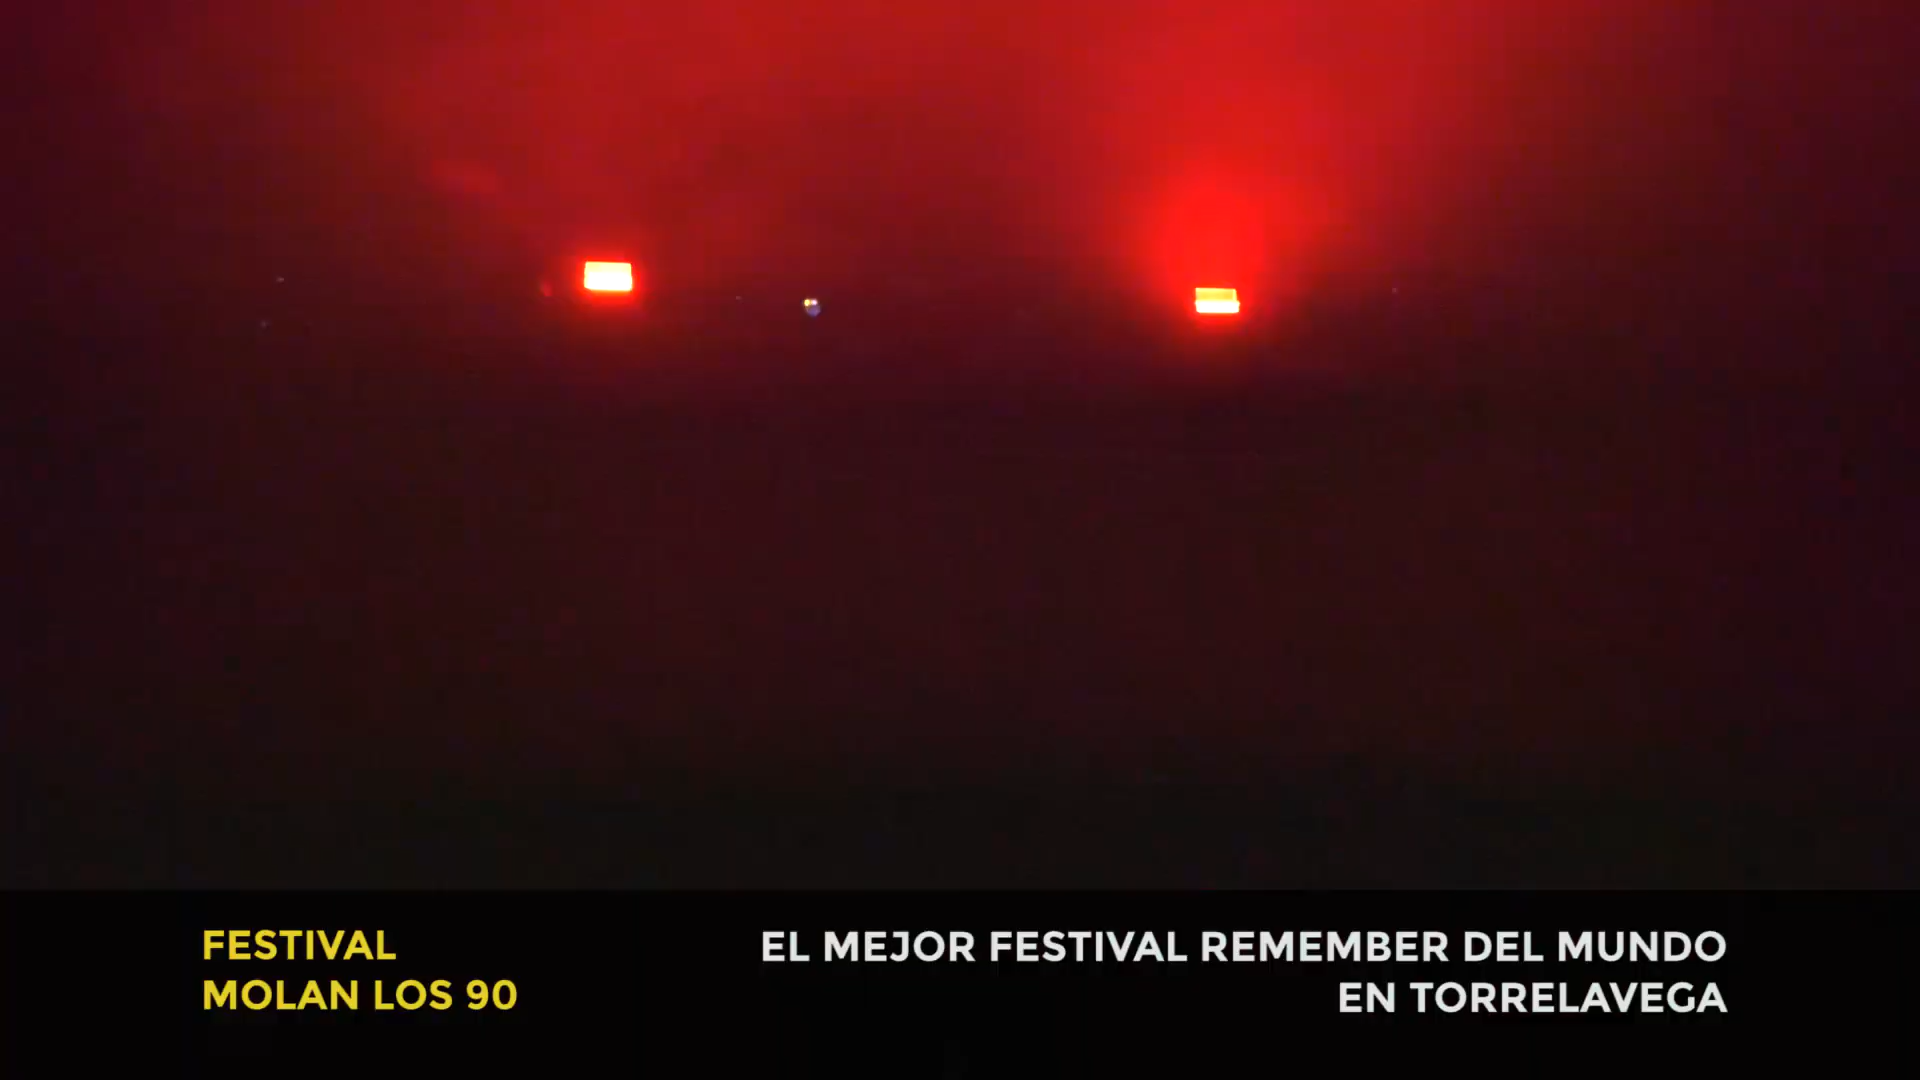 FESTIVAL
MOLAN LOS 90
EL MEJOR FESTIVAL REMEMBER DEL MUNDO
EN TORRELAVEGA